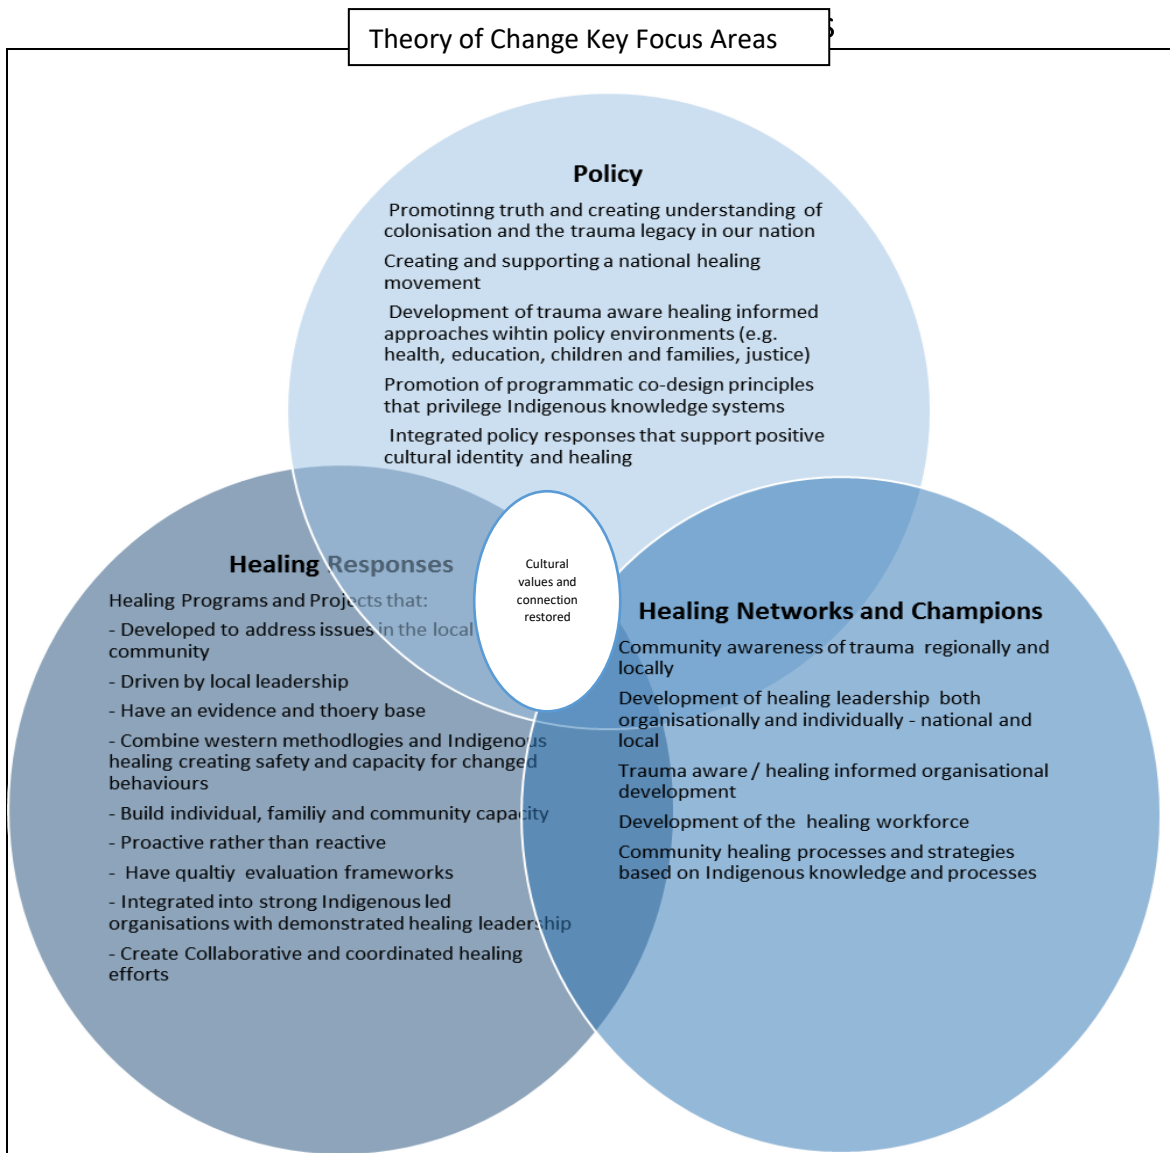 Theory of Change Key Focus Areas
s
Policy
Promotinng truth and creating understanding of
colonisation and the trauma legacy in our nation
Creating and supporting a national healing
movement
Development of trauma aware healing informed
approaches wihtin policy environments (e.g.
health, education, children and families, justice)
Promotion of programmatic co-design principles
that privilege Indigenous knowledge systems
Integrated policy responses that support positive
cultural identity and healing
Cultural
values and
connection
restored
Healing Responses
Healing Programs and Projects that:
- Developed to address issues in the local
community
- Driven by local leadership
- Have an evidence and thoery base
- Combine western methodlogies and Indigenous
healing creating safety and capacity for changed
behaviours
- Build individual, familiy and community capacity
- Proactive rather than reactive
- Have qualtiy evaluation frameworks
- Integrated into strong Indigenous led
organisations with demonstrated healing leadership
- Create Collaborative and coordinated healing
efforts
Healing Networks and Champions
Community awareness of trauma regionally and
locally
Development of healing leadership both
organisationally and individually - national and
local
Trauma aware / healing informed organisational
development
Development of the healing workforce
Community healing processes and strategies
based on Indigenous knowledge and processes